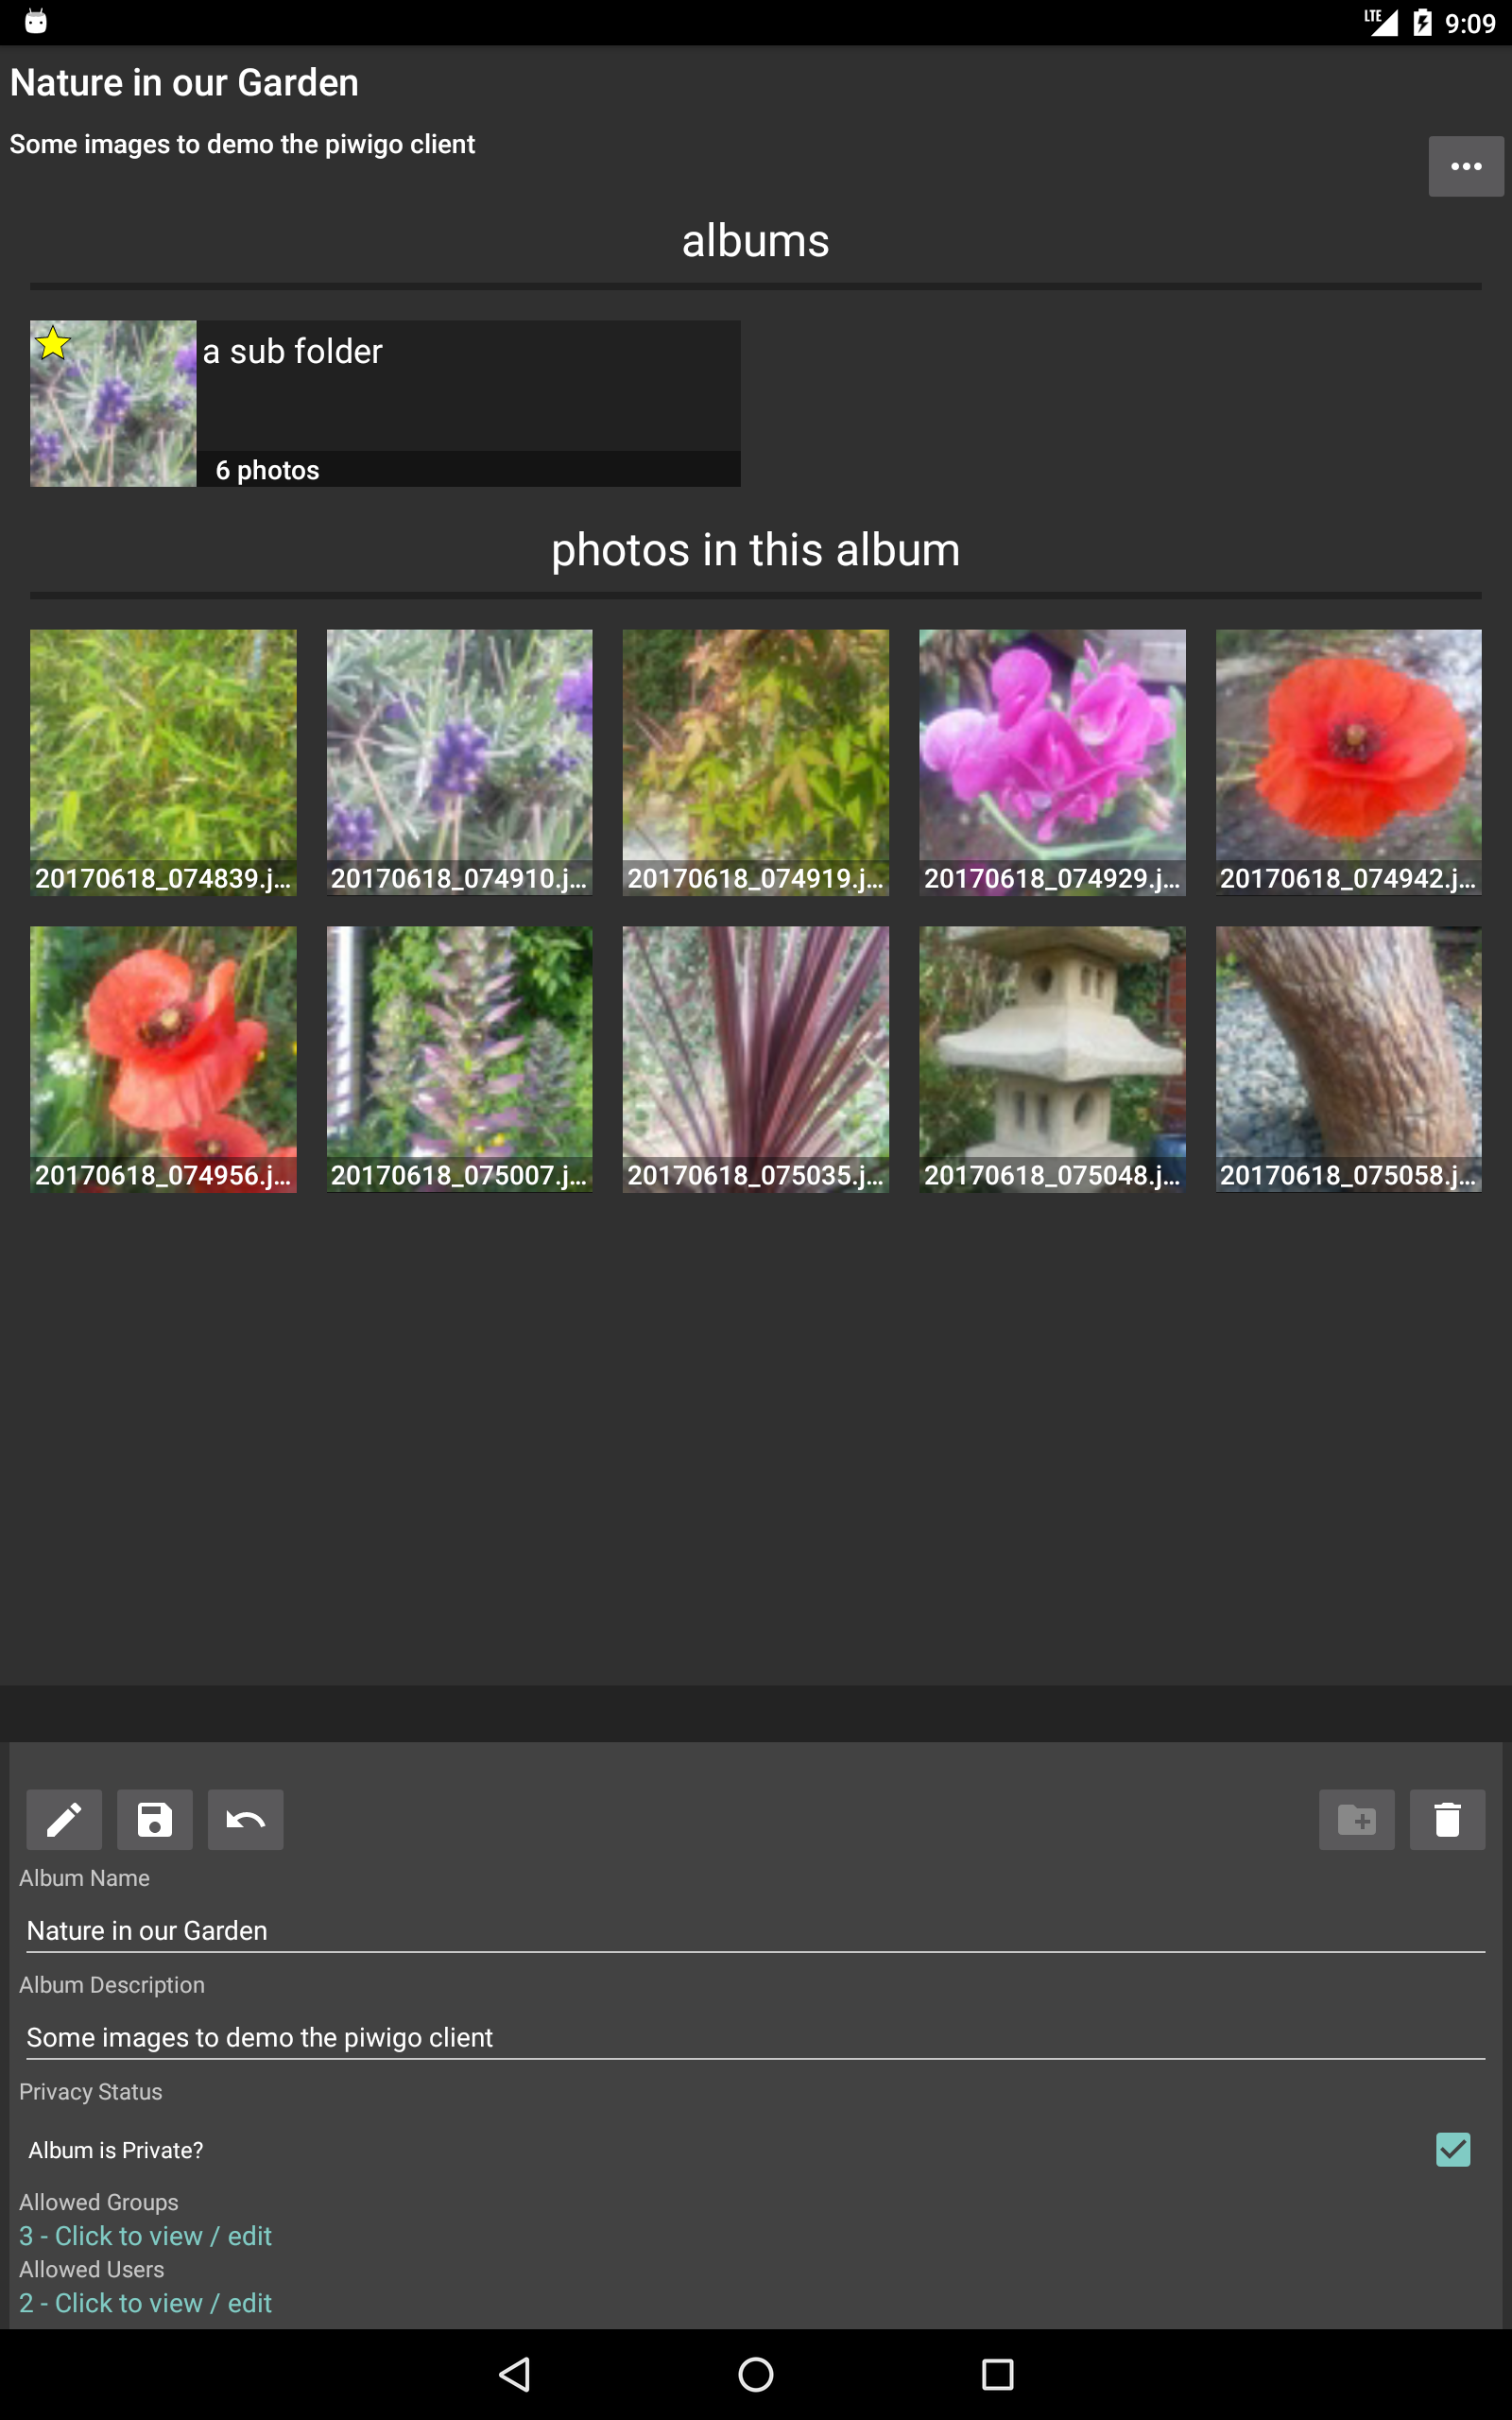 LTE 9:09
Nature in our Garden
Some images to demo the piwigo client
albums
a sub folder
6 photos
photos in this album
20170618_074839.j... 20170618_074910.j... 20170618_074919.j... 20170618_074929.j... 20170618_074942.j...
20170618_074956.j... 20170618_075007.j... 20170618_075035.j... 20170618_075048.j... 20170618_075058.j...
Album Name
Nature in our Garden
Album Description
Some images to demo the piwigo client
Privacy Status
Album is Private?
Allowed Groups
3 - Click to view / edit
Allowed Users
2 - Click to view / edit